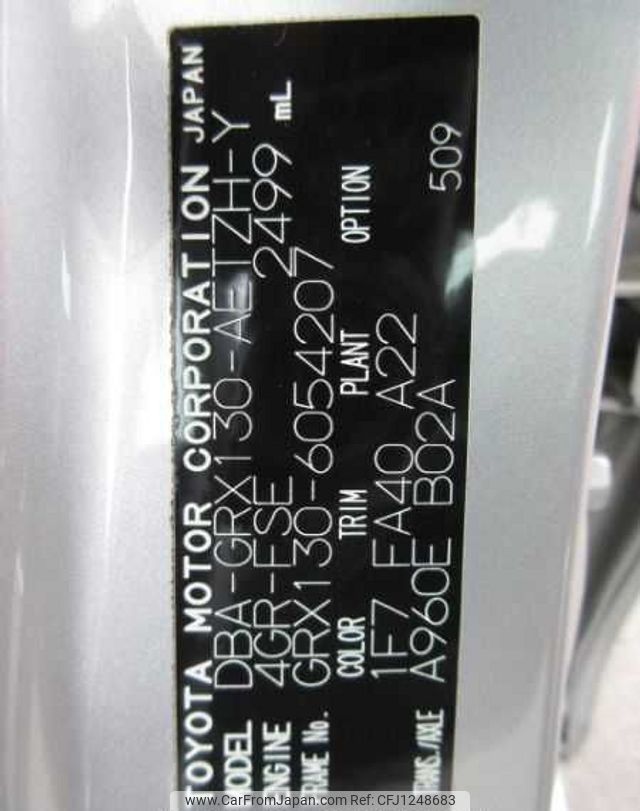 TOYOTA MOTOR CORPORATION JAPAN
MODEL DBA-GRX130-AETZH-Y
ENGINE 4GR-FSE 2499 mL
FRAME No. GRX130-6054207
COLOR TRIM PLANT OPTION
1F7 FA40 A22
TRANS./AXLE A960E B02A 509
www.CarFromJapan.com - CFJ1248683